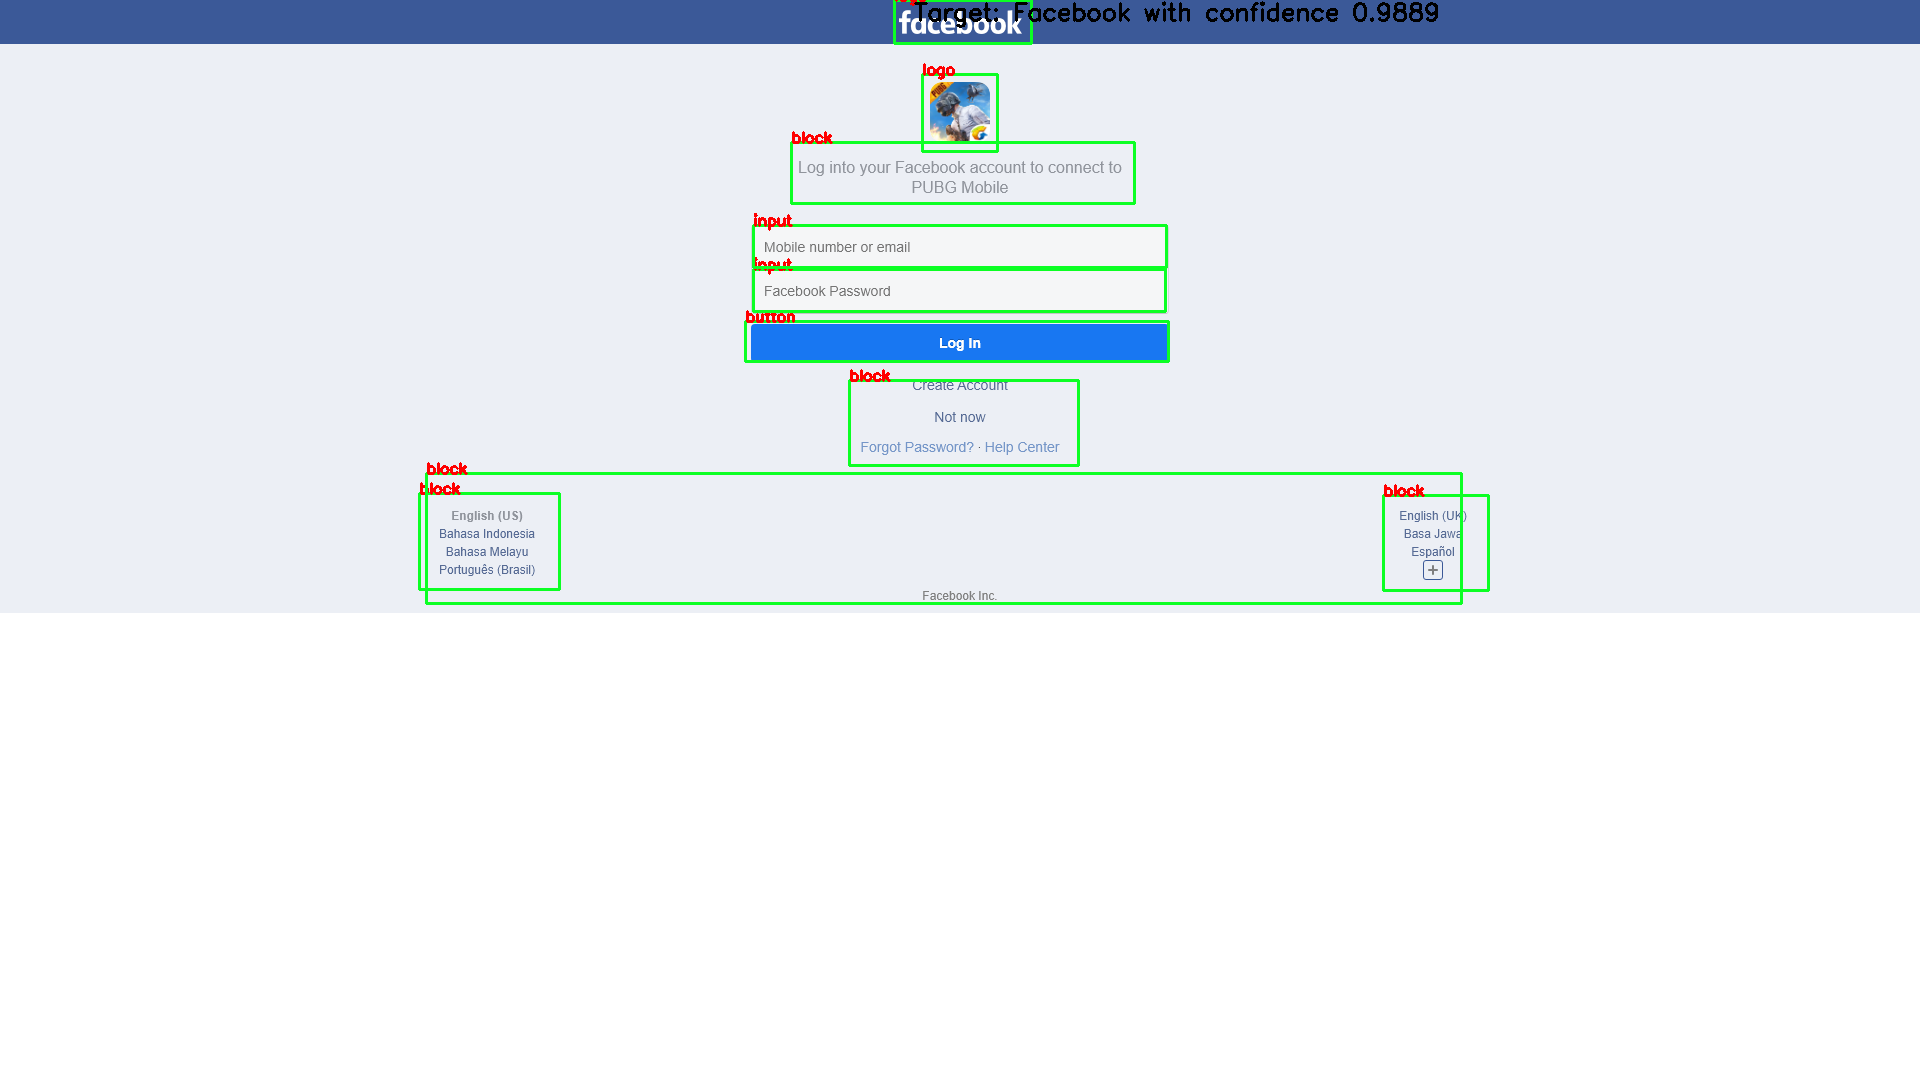 logo
Target: Facebook with confidence 0.9889
facebook
logo
PUBG
block
Log into your Facebook account to connect to
PUBG Mobile
input
Mobile number or email
input
Facebook Password
button
Log In
block
Create Account
Not now
Forgot Password? · Help Center
block
block
block
English (US)
English (UK)
Bahasa Indonesia
Basa Jawa
Bahasa Melayu
Español
Português (Brasil)
+
Facebook Inc.